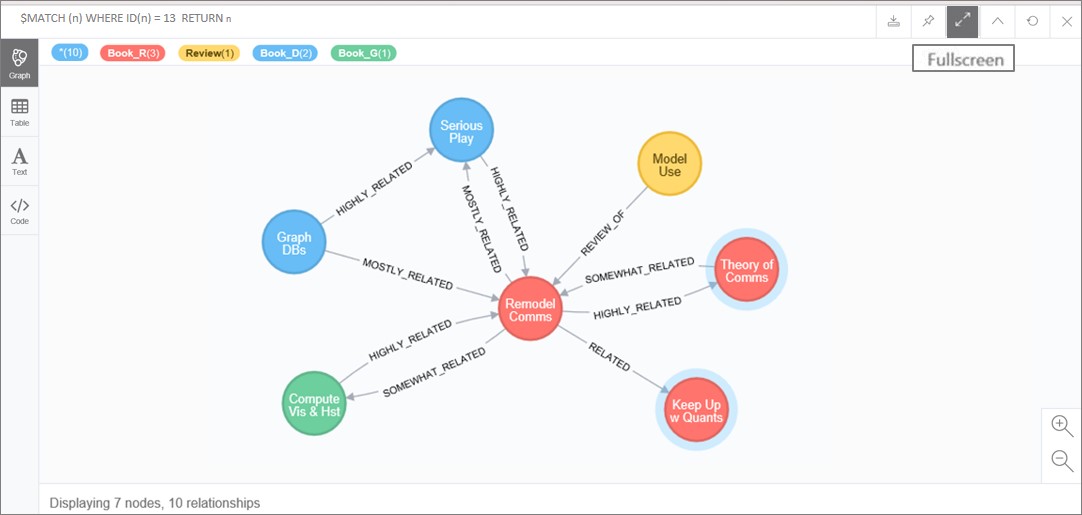 $MATCH (n) WHERE ID(n) = 13 RETURN n
*(10) Book_R(3) Review(1) Book_D(2) Book_G(1)
Fullscreen
Graph
Table
Text
Code
Serious
Play
Model
Use
HIGHLY_RELATED
MOSTLY_RELATED
HIGHLY_RELATED
REVIEW_OF
Graph
DBs
MOSTLY_RELATED
SOMEWHAT_RELATED
Theory of
Comms
Remodel
Comms
HIGHLY_RELATED
HIGHLY_RELATED
SOMEWHAT_RELATED
RELATED
Compute
Vis & Hst
Keep Up
w Quants
Displaying 7 nodes, 10 relationships